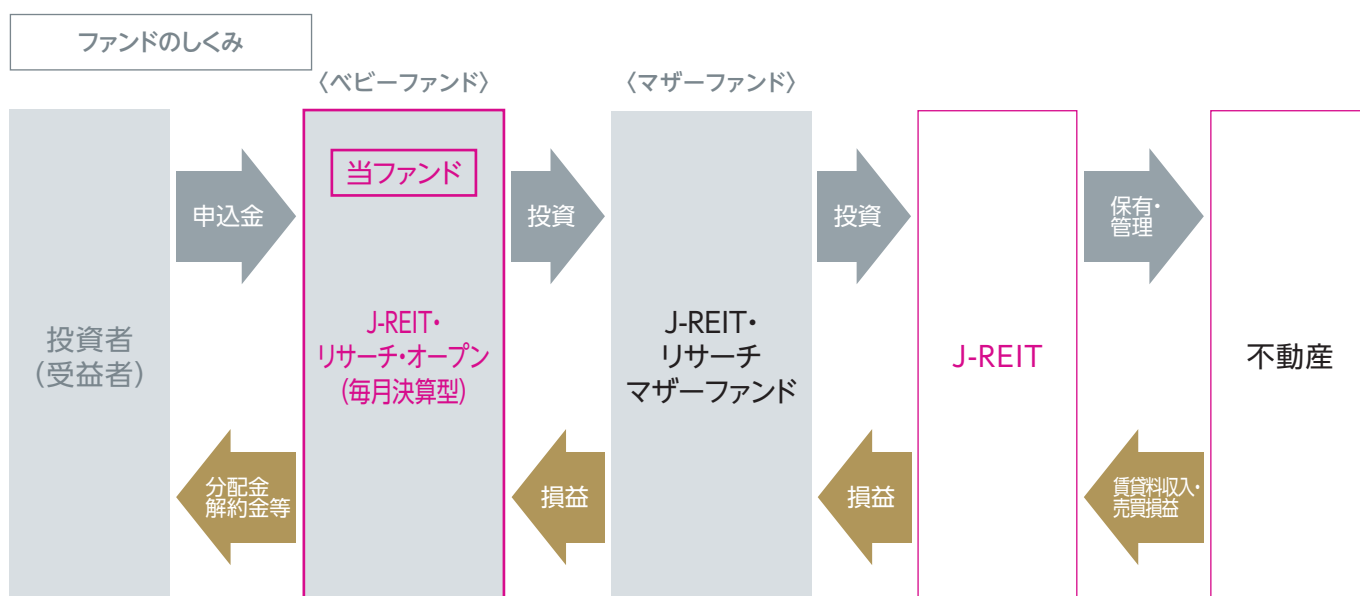 ファンドのしくみ
〈ベビーファンド〉
〈マザーファンド〉
投資者
(受益者)
申込金
分配金
解約金等
当ファンド
J-REIT・
リサーチ・オープン
(毎月決算型)
投資
損益
J-REIT・
リサーチ
マザーファンド
投資
損益
J-REIT
保有・
管理
賃貸料収入・
売買損益
不動産